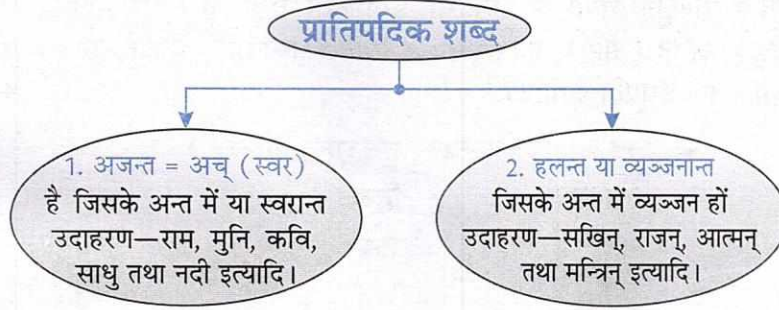 प्रातिपदिक शब्द
1. अजन्त = अच् (स्वर)
है जिसके अन्त में या स्वरान्त
उदाहरण—राम, मुनि, कवि,
साधु तथा नदी इत्यादि।
2. हलन्त या व्यञ्जनान्त
जिसके अन्त में व्यञ्जन हों
उदाहरण—सखिन्, राजन्, आत्मन्
तथा मन्त्रिन् इत्यादि।